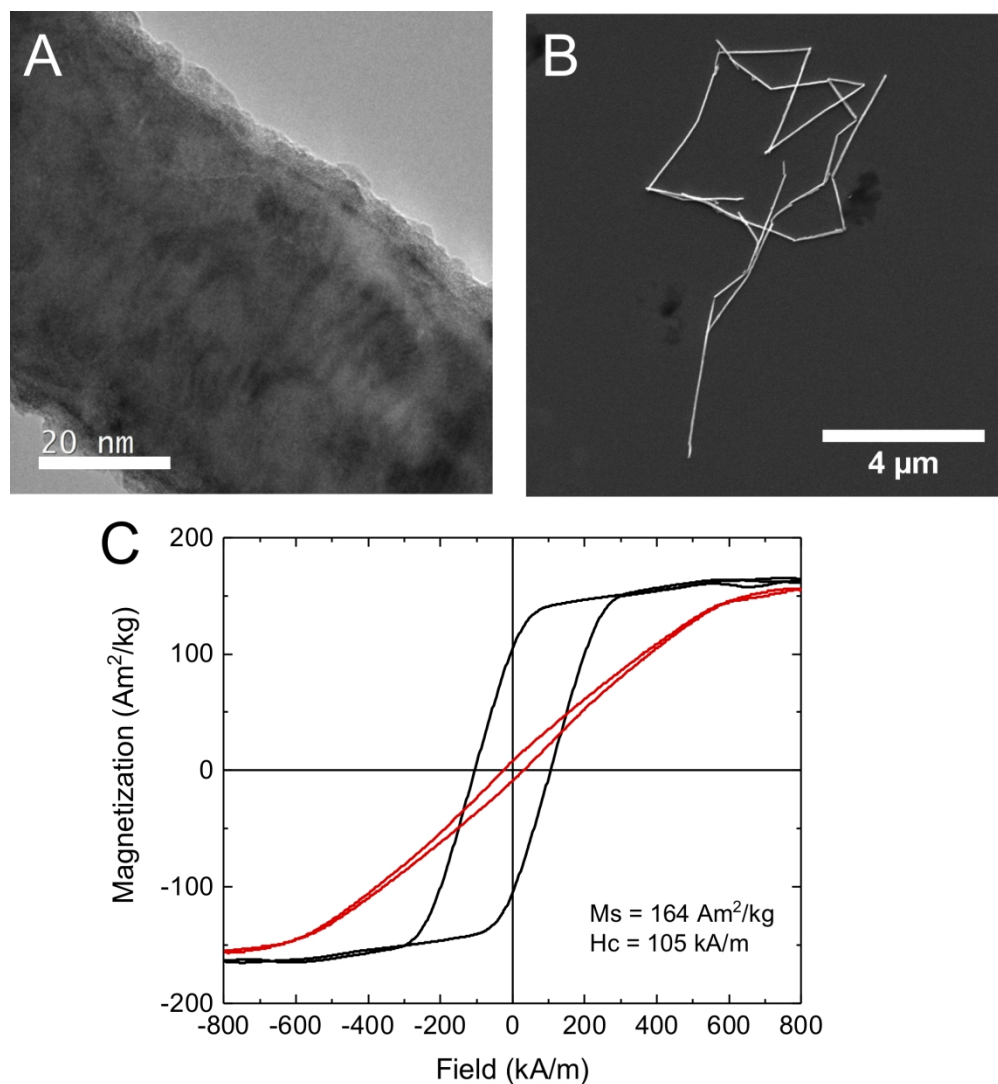 A
20 nm
B
4 µm
C
Magnetization (Am²/kg)
200
100
0
-100
-200
-800 -600 -400 -200 0 200 400 600 800
Field (kA/m)
Ms = 164 Am²/kg
Hc = 105 kA/m